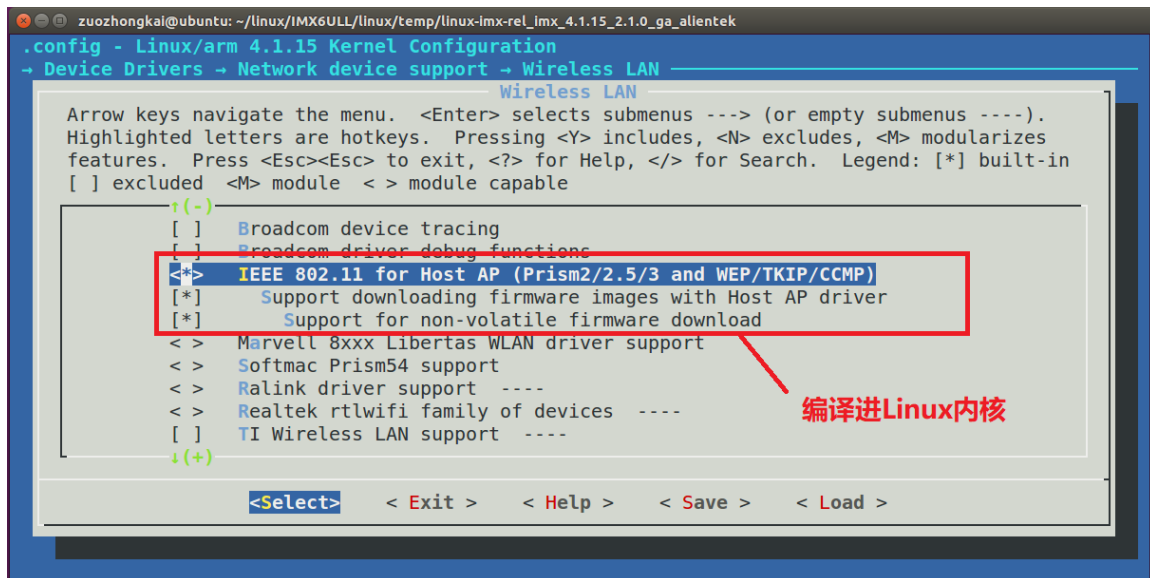 zuozhongkai@ubuntu: ~/linux/IMX6ULL/linux/temp/linux-imx-rel_imx_4.1.15_2.1.0_ga_alientek
.config - Linux/arm 4.1.15 Kernel Configuration
→ Device Drivers → Network device support → Wireless LAN
Wireless LAN
Arrow keys navigate the menu.  <Enter> selects submenus ---> (or empty submenus ----).
Highlighted letters are hotkeys.  Pressing <Y> includes, <N> excludes, <M> modularizes
features.  Press <Esc><Esc> to exit, <?> for Help, </> for Search.  Legend: [*] built-in
[ ] excluded  <M> module  < > module capable
↑(-)
[ ]   Broadcom device tracing
[ ]   Broadcom driver debug functions
<*>   IEEE 802.11 for Host AP (Prism2/2.5/3 and WEP/TKIP/CCMP)
[*]     Support downloading firmware images with Host AP driver
[*]       Support for non-volatile firmware download
< >   Marvell 8xxx Libertas WLAN driver support
< >   Softmac Prism54 support
< >   Ralink driver support  ----
< >   Realtek rtlwifi family of devices  ----
[ ]   TI Wireless LAN support  ----
编译进Linux内核
↓(+)
<Select>    < Exit >    < Help >    < Save >    < Load >